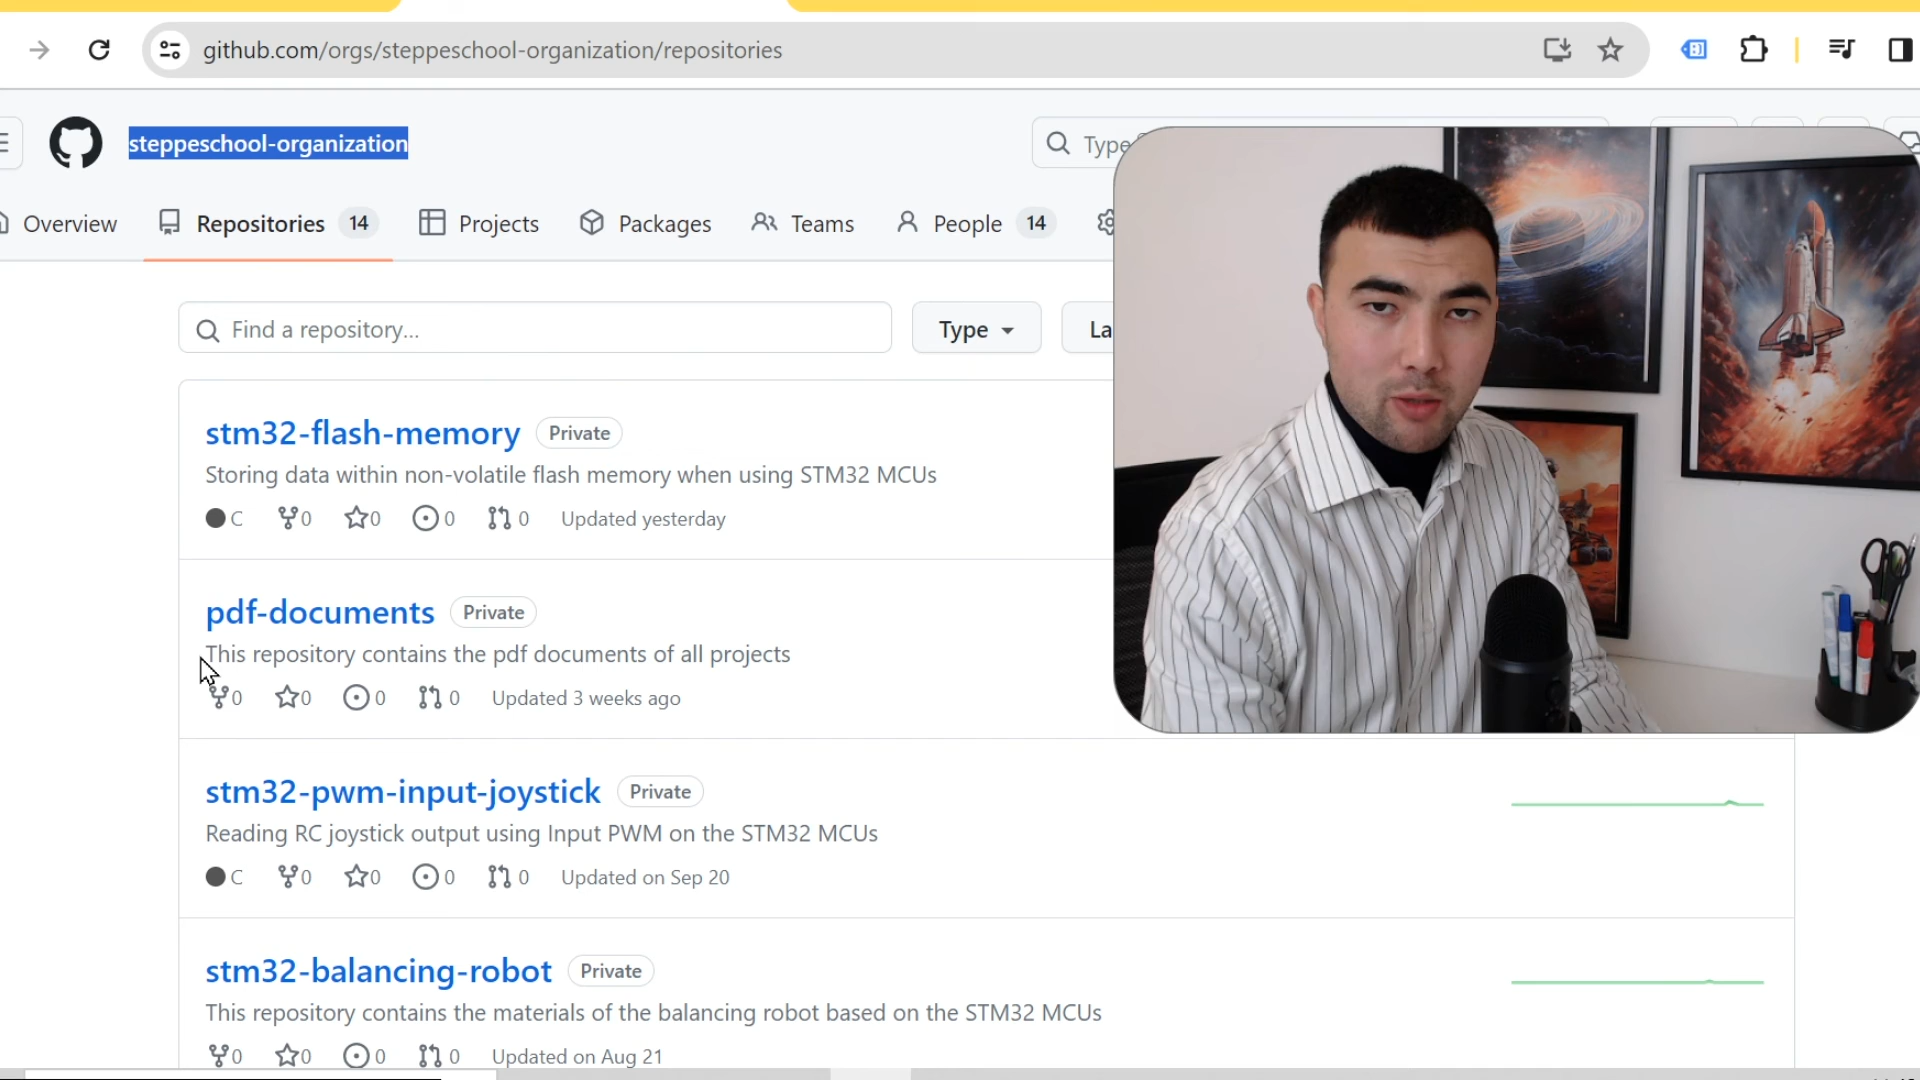 github.com/orgs/steppeschool-organization/repositories
steppeschool-organization
Type
Overview
Repositories 14
Projects
Packages
Teams
People 14
Find a repository...
Type
La
stm32-flash-memory Private
Storing data within non-volatile flash memory when using STM32 MCUs
C 0 0 0 0 Updated yesterday
pdf-documents Private
This repository contains the pdf documents of all projects
0 0 0 0 Updated 3 weeks ago
stm32-pwm-input-joystick Private
Reading RC joystick output using Input PWM on the STM32 MCUs
C 0 0 0 0 Updated on Sep 20
stm32-balancing-robot Private
This repository contains the materials of the balancing robot based on the STM32 MCUs
0 0 0 0 Updated on Aug 21